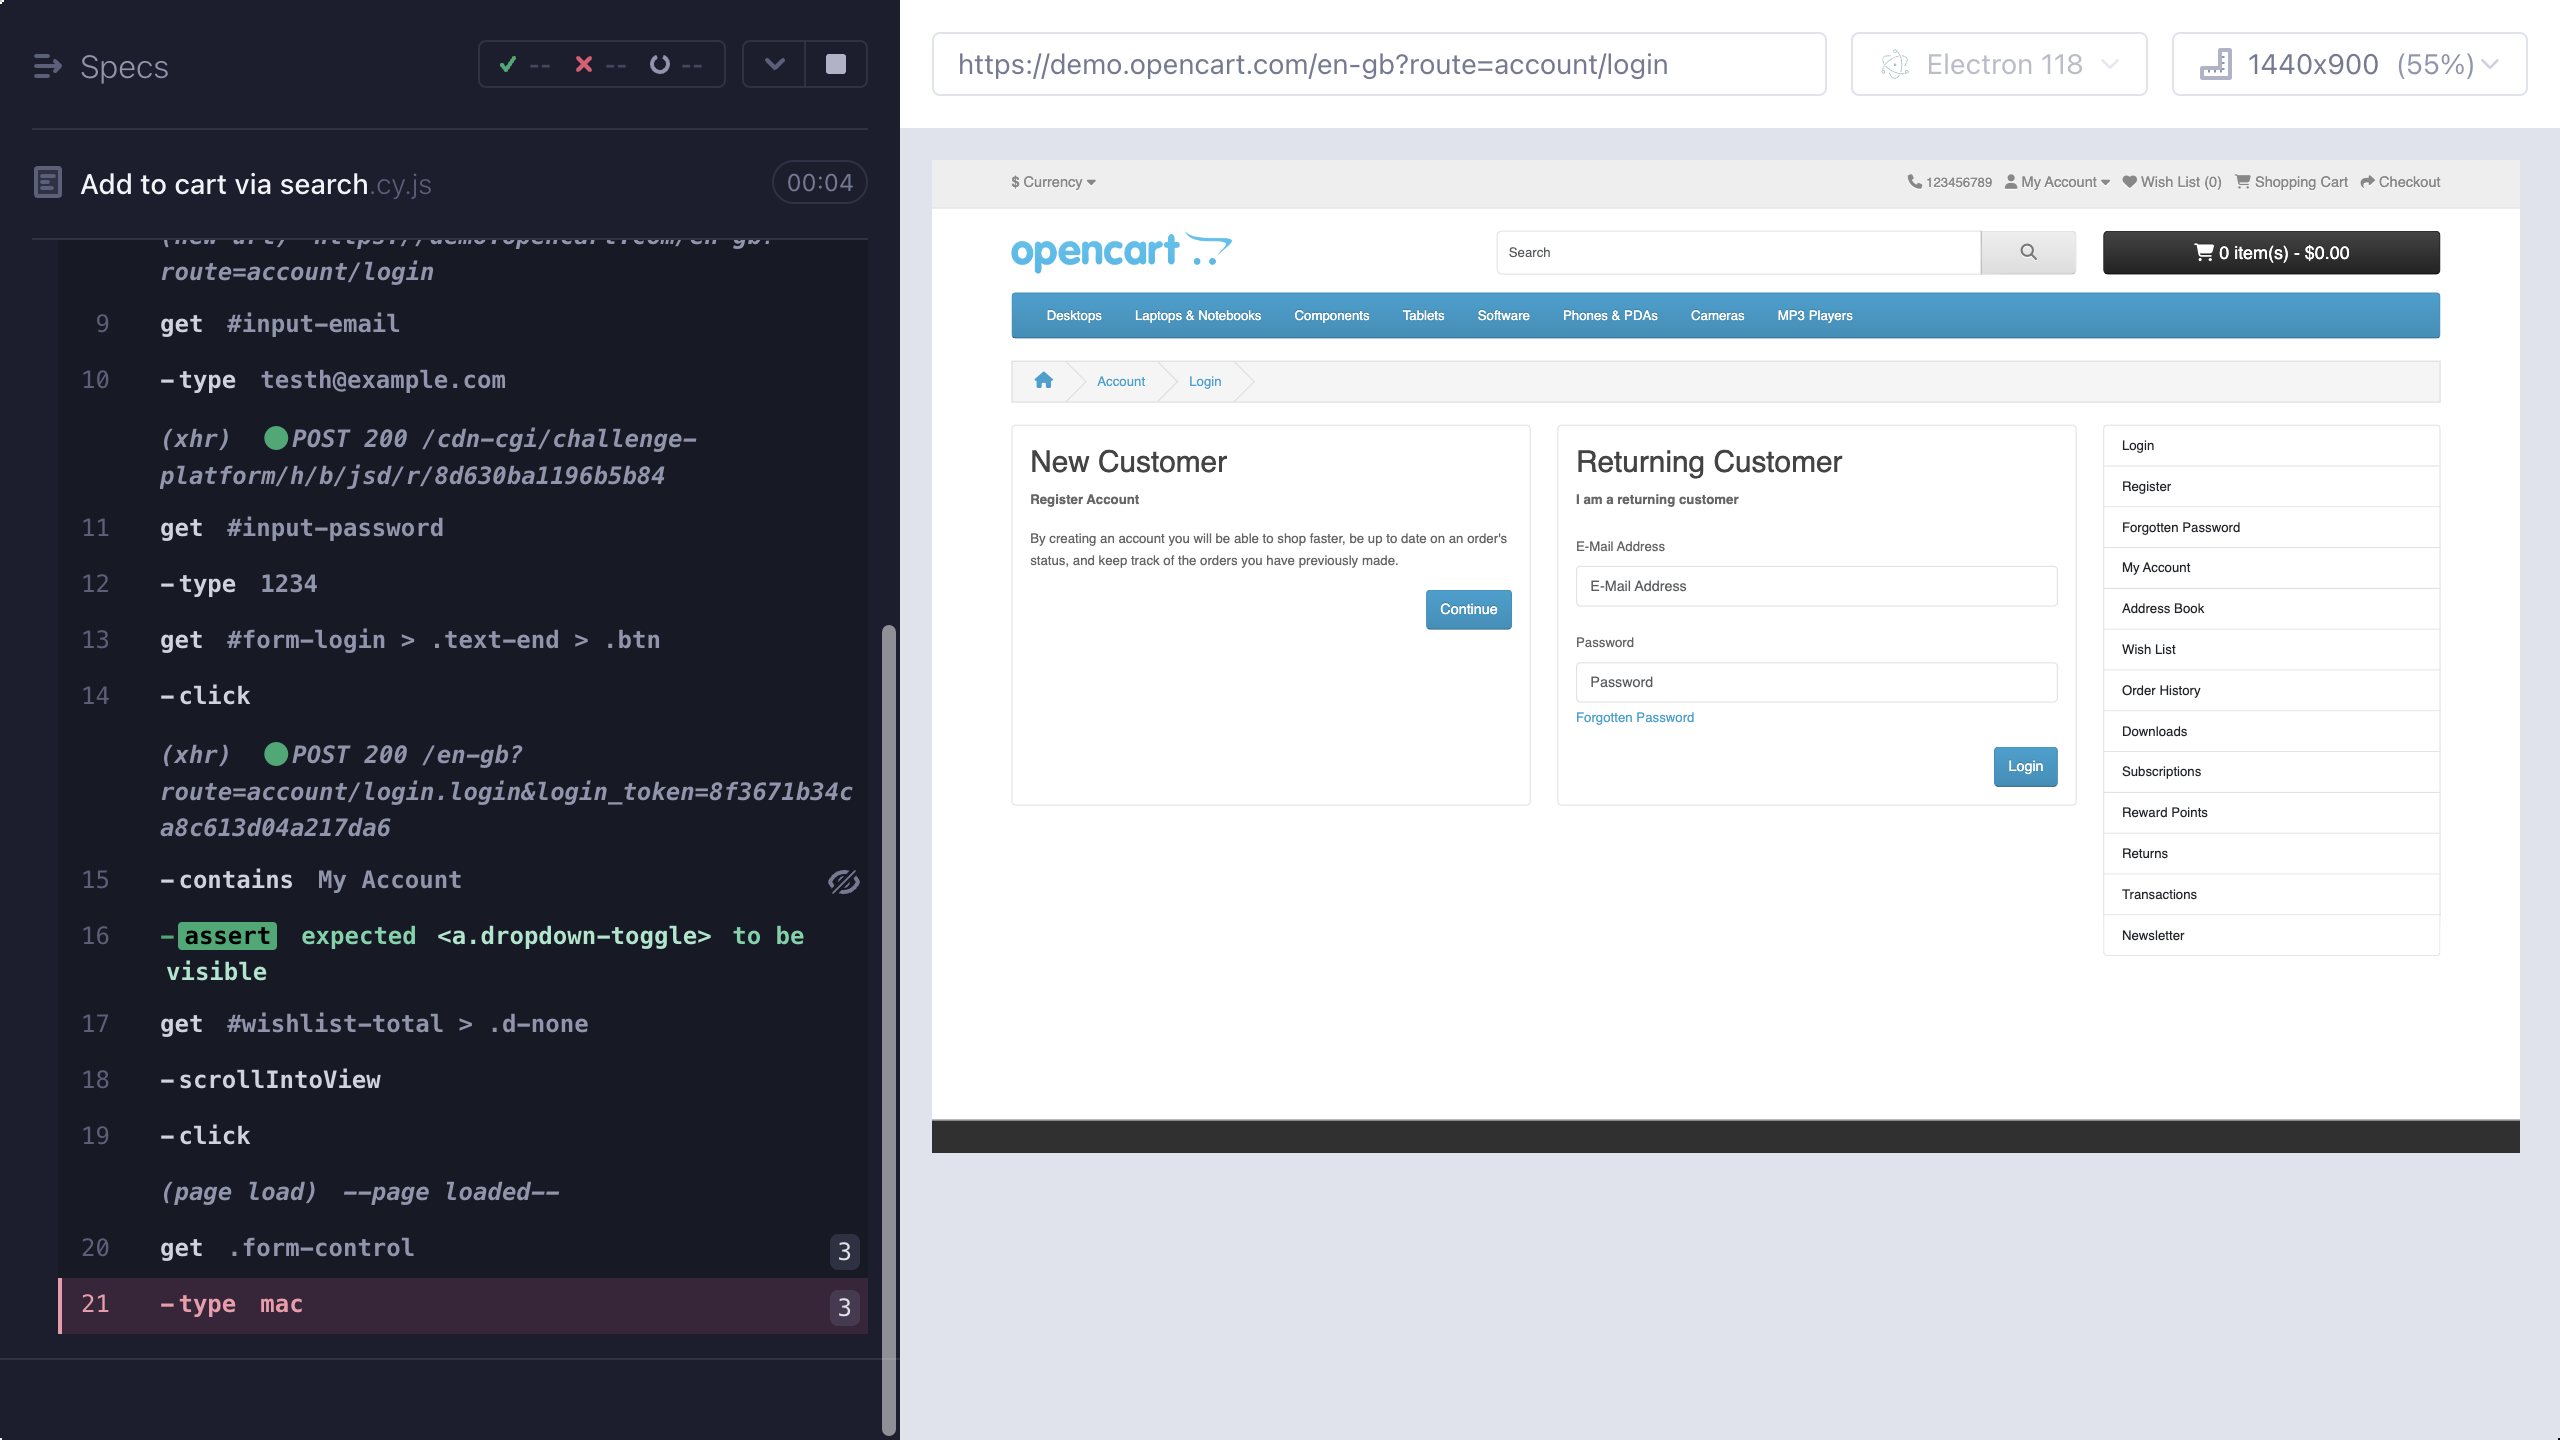 Specs
--
--
--
Add to cart via search.cy.js
00:04
(new url) https://demo.opencart.com/en-gb?
route=account/login
9 get #input-email
10 -type testh@example.com
(xhr) POST 200 /cdn-cgi/challenge-
platform/h/b/jsd/r/8d630ba1196b5b84
11 get #input-password
12 -type 1234
13 get #form-login > .text-end > .btn
14 -click
(xhr) POST 200 /en-gb?
route=account/login.login&login_token=8f3671b34c
a8c613d04a217da6
15 -contains My Account
16 -assert expected <a.dropdown-toggle> to be
visible
17 get #wishlist-total > .d-none
18 -scrollIntoView
19 -click
(page load) --page loaded--
20 get .form-control 3
21 -type mac 3
https://demo.opencart.com/en-gb?route=account/login
Electron 118
1440x900 (55%)
$ Currency
123456789 My Account Wish List (0) Shopping Cart Checkout
opencart
Search
0 item(s) - $0.00
Desktops Laptops & Notebooks Components Tablets Software Phones & PDAs Cameras MP3 Players
Account Login
New Customer
Register Account
By creating an account you will be able to shop faster, be up to date on an order's
status, and keep track of the orders you have previously made.
Continue
Returning Customer
I am a returning customer
E-Mail Address
E-Mail Address
Password
Password
Forgotten Password
Login
Login
Register
Forgotten Password
My Account
Address Book
Wish List
Order History
Downloads
Subscriptions
Reward Points
Returns
Transactions
Newsletter